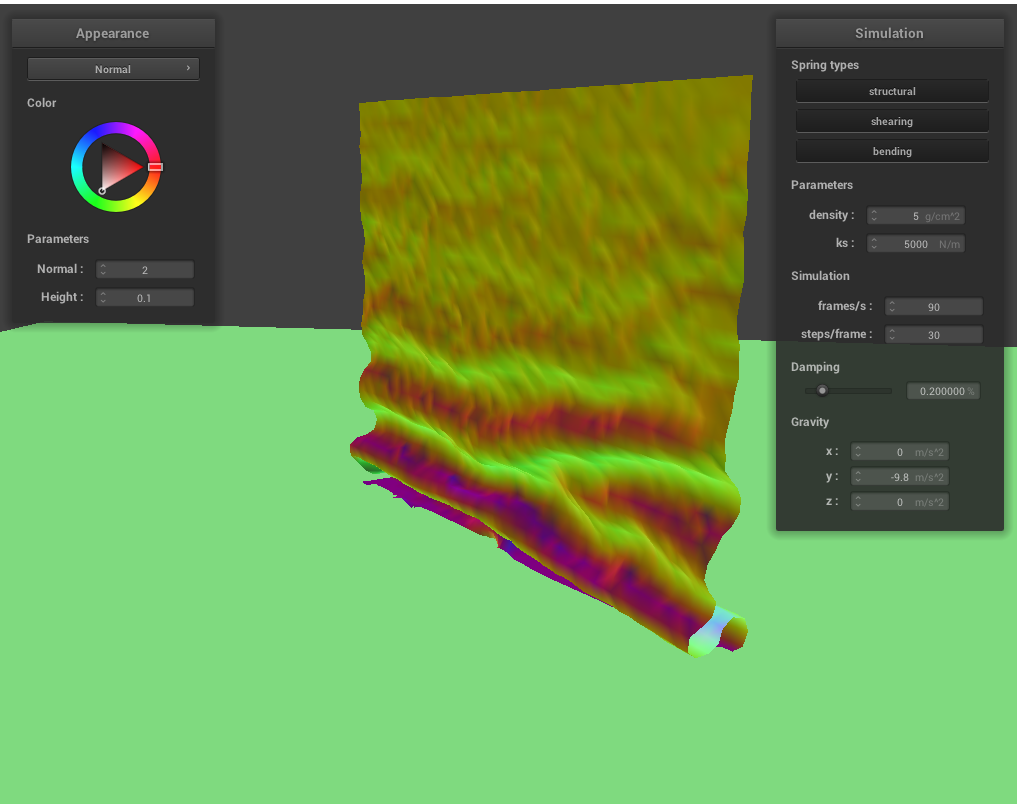 Appearance
Normal
Color
Parameters
Normal : 2
Height : 0.1
Simulation
Spring types
structural
shearing
bending
Parameters
density : 5 g/cm^2
ks : 5000 N/m
Simulation
frames/s : 90
steps/frame : 30
Damping
0.200000 %
Gravity
x : 0 m/s^2
y : -9.8 m/s^2
z : 0 m/s^2